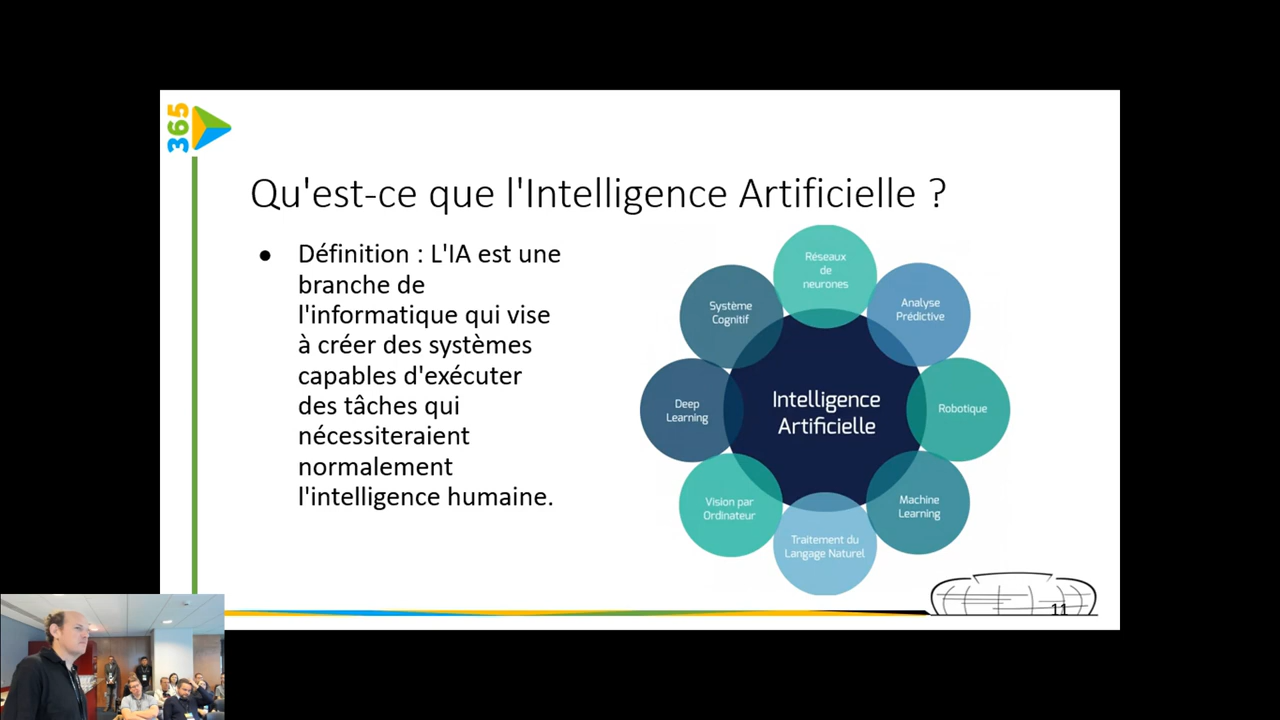 365
Qu'est-ce que l'Intelligence Artificielle ?
● Définition : L'IA est une
branche de
l'informatique qui vise
à créer des systèmes
capables d'exécuter
des tâches qui
nécessiteraient
normalement
l'intelligence humaine.
Réseaux
de
neurones
Analyse
Prédictive
Robotique
Machine
Learning
Traitement du
Langage Naturel
Vision par
Ordinateur
Deep
Learning
Système
Cognitif
Intelligence
Artificielle
11